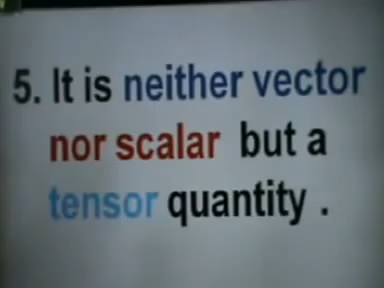 5. It is neither vector
nor scalar but a
tensor quantity .